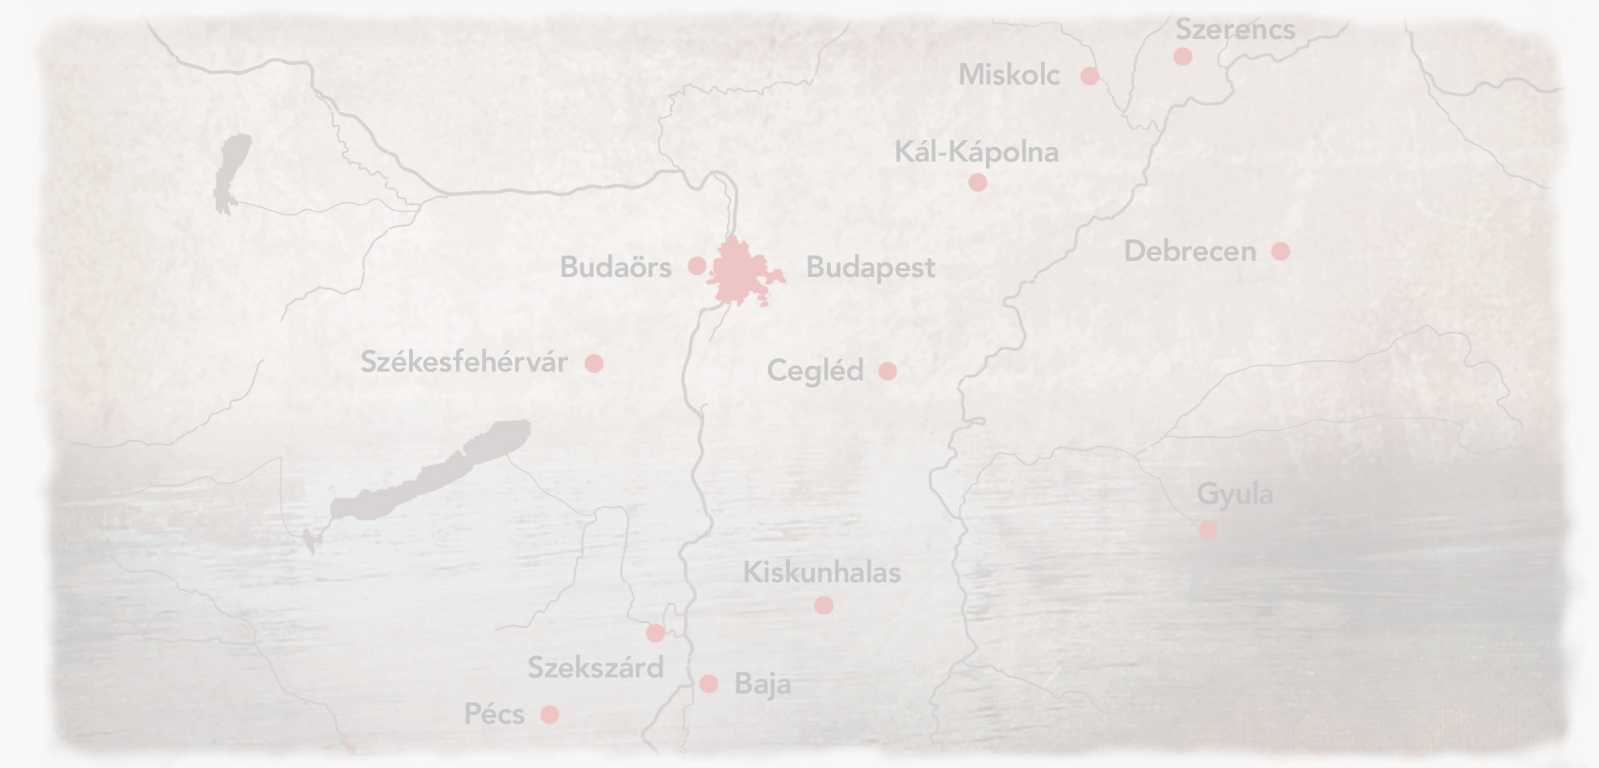 Szerencs
Miskolc
Kál-Kápolna
Debrecen
Budaörs
Budapest
Székesfehérvár
Cegléd
Gyula
Kiskunhalas
Szekszárd
Baja
Pécs